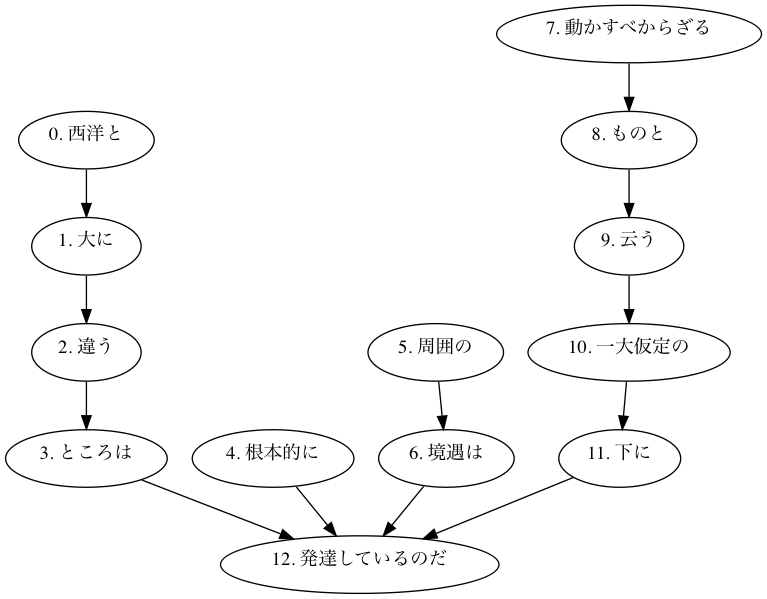 7. 動かすべからざる
0. 西洋と
8. ものと
1. 大に
9. 云う
2. 違う
5. 周囲の
10. 一大仮定の
3. ところは
4. 根本的に
6. 境遇は
11. 下に
12. 発達しているのだ